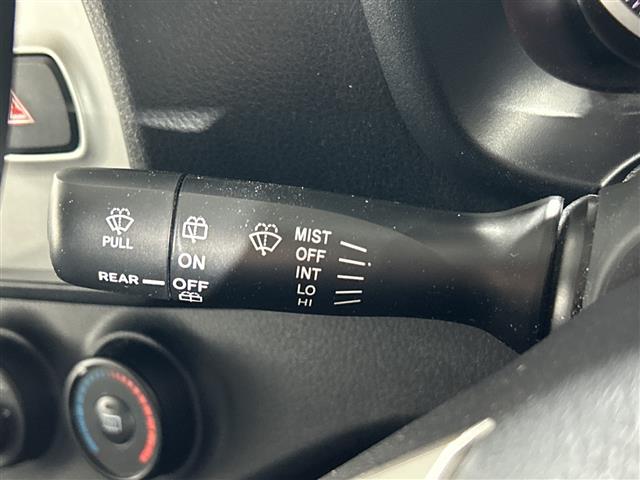 PULL
REAR
ON
OFF
MIST
OFF
INT
LO
HI